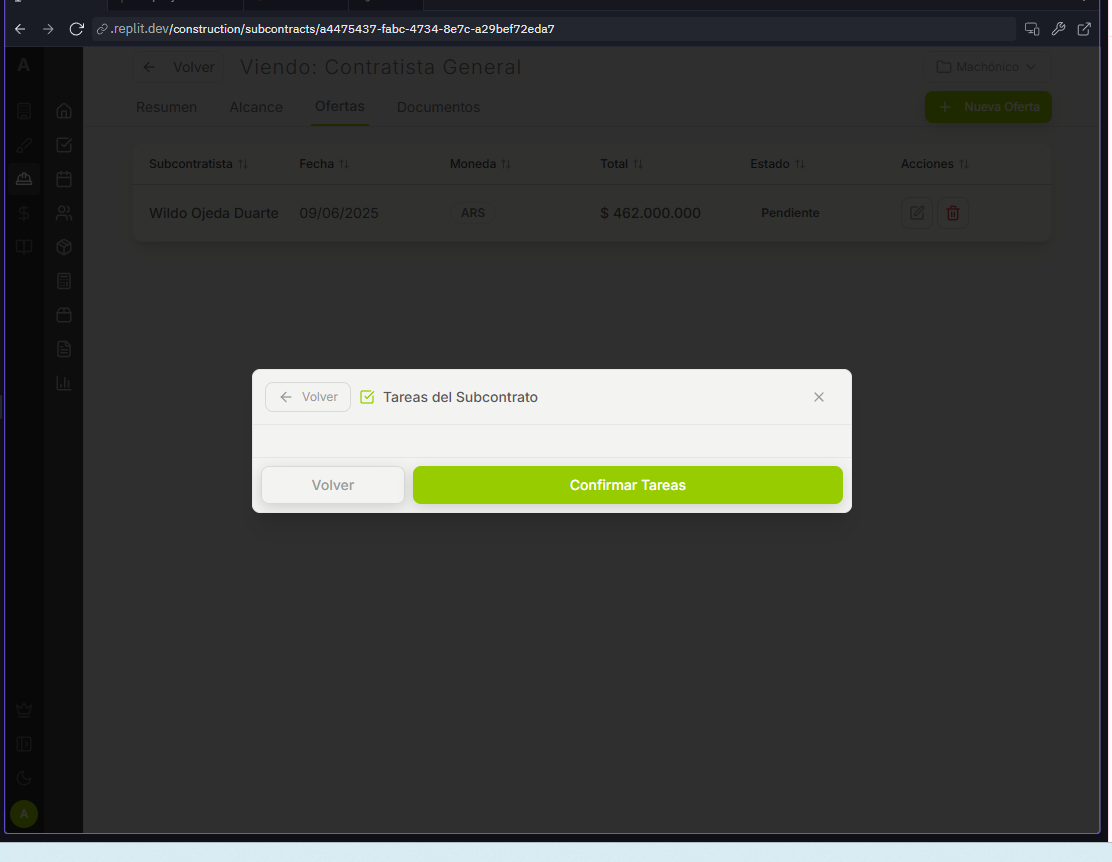 .replit.dev/construction/subcontracts/a4475437-fabc-4734-8e7c-a29bef72eda7
A
Volver
Viendo: Contratista General
Machónico
Resumen
Alcance
Ofertas
Documentos
Nueva Oferta
Subcontratista
Fecha
Moneda
Total
Estado
Acciones
Wildo Ojeda Duarte
09/06/2025
ARS
$ 462.000.000
Pendiente
Volver
Tareas del Subcontrato
Volver
Confirmar Tareas
A